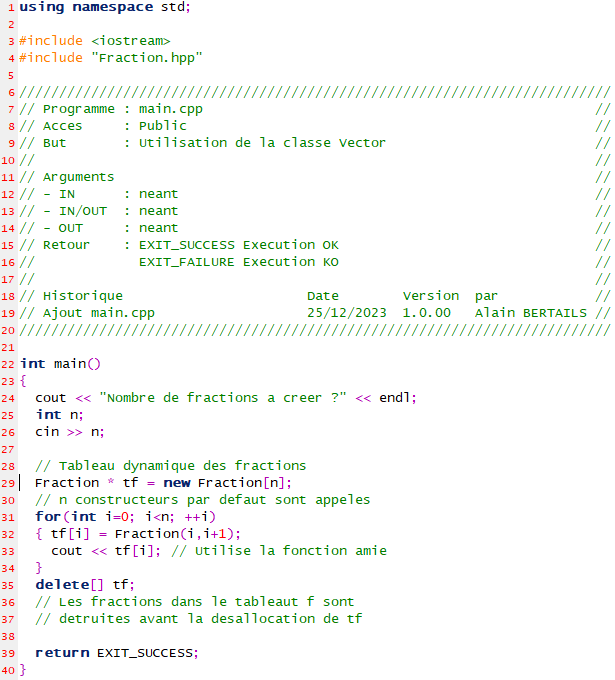 1 using namespace std;
2
3 #include <iostream>
4 #include "Fraction.hpp"
5
6 //////////////////////////////////////////////////////////////////////////
7 // Programme : main.cpp //
8 // Acces : Public //
9 // But : Utilisation de la classe Vector //
10 // //
11 // Arguments //
12 // - IN : neant //
13 // - IN/OUT : neant //
14 // - OUT : neant //
15 // Retour : EXIT_SUCCESS Execution OK //
16 // EXIT_FAILURE Execution KO //
17 // //
18 // Historique Date Version par //
19 // Ajout main.cpp 25/12/2023 1.0.00 Alain BERTAILS //
20 //////////////////////////////////////////////////////////////////////////
21
22 int main()
23 {
24 cout << "Nombre de fractions a creer ?" << endl;
25 int n;
26 cin >> n;
27
28 // Tableau dynamique des fractions
29 Fraction * tf = new Fraction[n];
30 // n constructeurs par defaut sont appeles
31 for(int i=0; i<n; ++i)
32 { tf[i] = Fraction(i,i+1);
33 cout << tf[i]; // Utilise la fonction amie
34 }
35 delete[] tf;
36 // Les fractions dans le tableaut f sont
37 // detruites avant la desallocation de tf
38
39 return EXIT_SUCCESS;
40 }